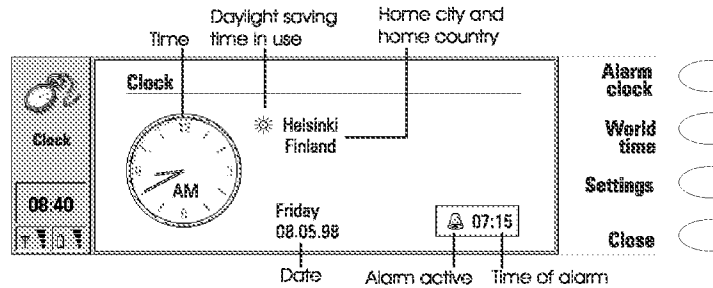 Daylight saving
time in use
Home city and
home country
Time
Clock
Clock
08:40
12
AM
Helsinki
Finland
Friday
08.05.98
07:15
Alarm
clock
World
time
Settings
Close
Date
Alarm active
Time of alarm